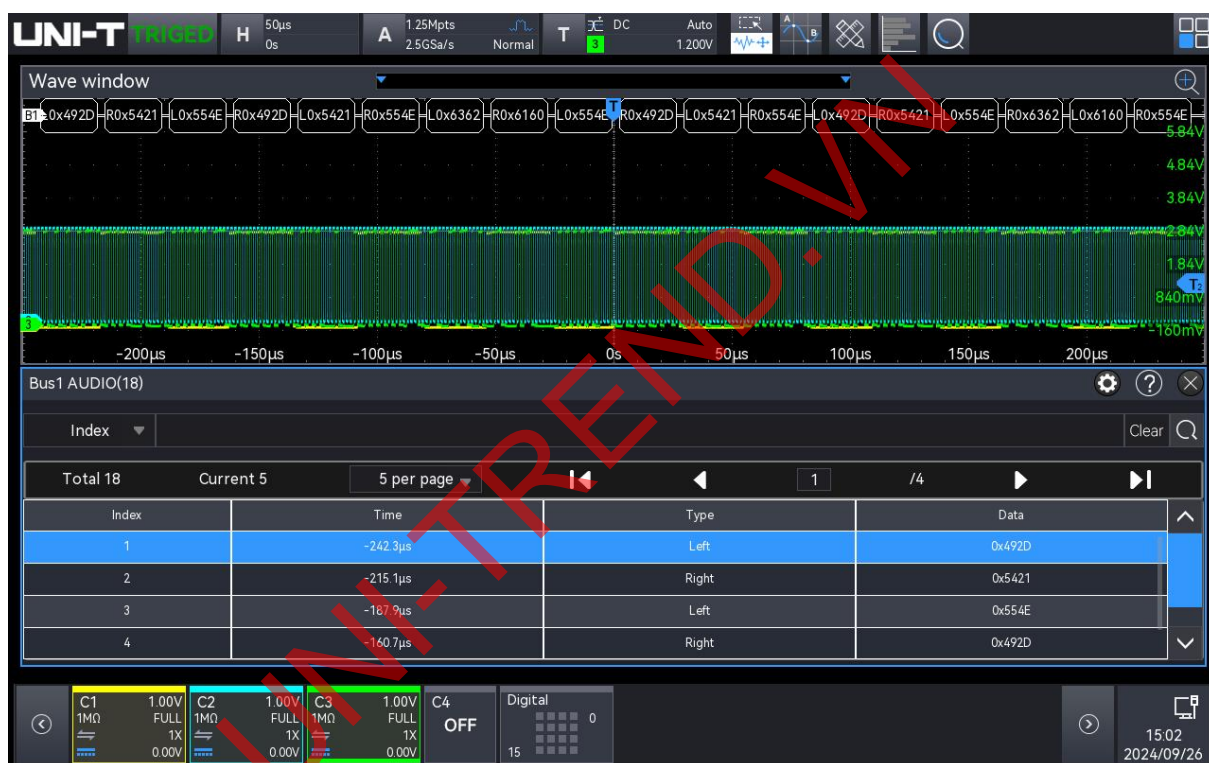 UNI-T TRIGED H 50μs 0s A 1.25Mpts 2.5GSa/s Normal T 3 DC Auto 1.200V A B
Wave window
B1 0x492D R0x5421 L0x554E R0x492D L0x5421 R0x554E L0x6362 R0x6160 L0x554E T R0x492D L0x5421 R0x554E L0x492D R0x5421 L0x554E R0x6362 L0x6160 R0x554E
5.84V
4.84V
3.84V
2.84V
1.84V
T2
840mV
3
-160mV
-200μs -150μs -100μs -50μs 0s 50μs 100μs 150μs 200μs
Bus1 AUDIO(18) ?
Index Clear
Total 18 Current 5 5 per page 1 /4
Index Time Type Data
1 -242.3μs Left 0x492D
2 -215.1μs Right 0x5421
3 -187.9μs Left 0x554E
4 -160.7μs Right 0x492D
C1 1.00V C2 1.00V C3 1.00V C4 Digital
1MΩ FULL 1MΩ FULL 1MΩ FULL OFF 0
1X 1X 1X
0.00V 0.00V 0.00V 15
15:02
2024/09/26
UNI-TREND.VN